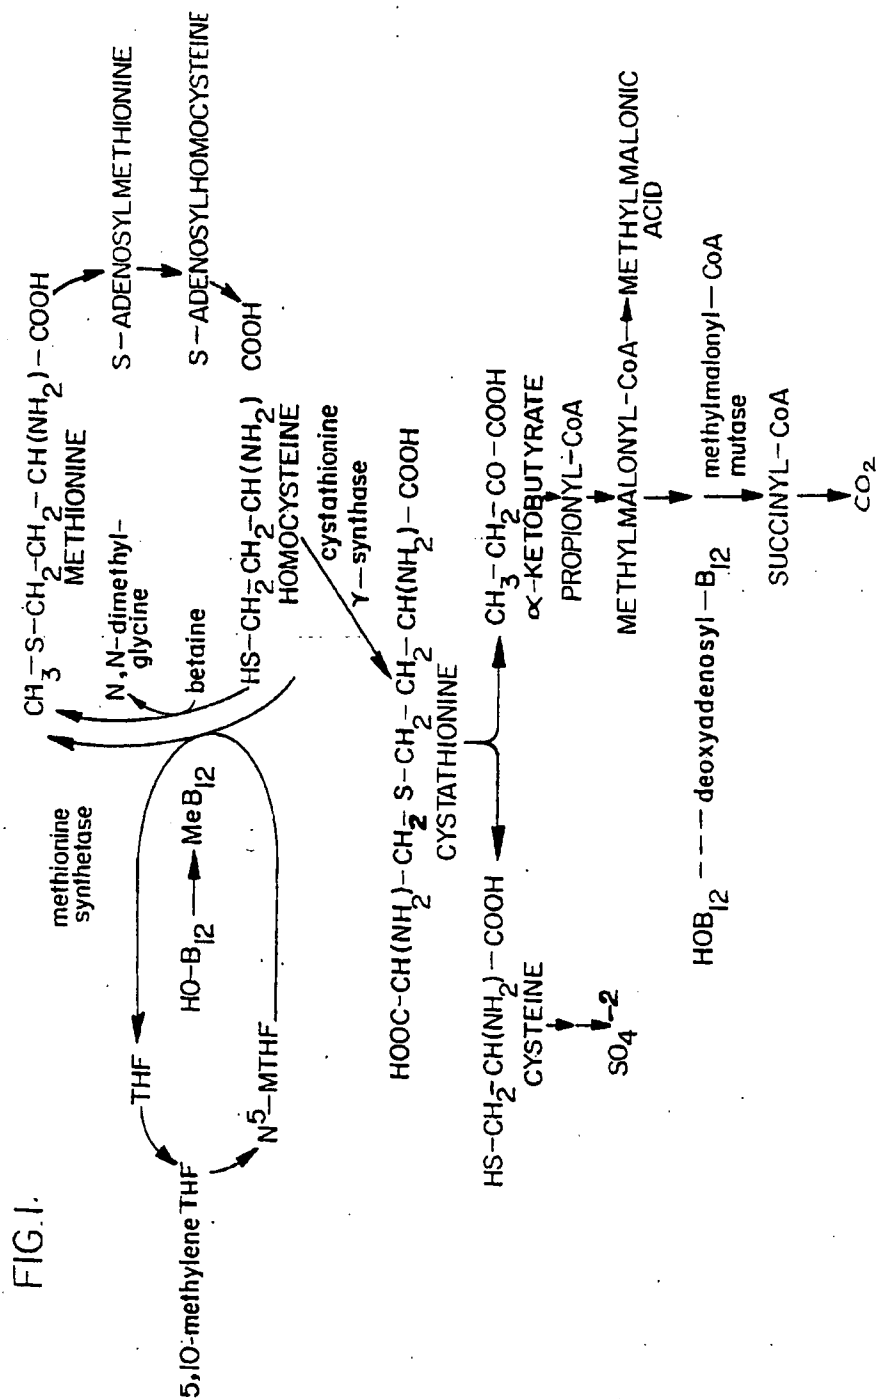 FIG.1.
CH3-S-CH2-CH2-CH(NH2)-COOH
METHIONINE
S-ADENOSYLMETHIONINE
S-ADENOSYLHOMOCYSTEINE
methionine
synthetase
N,N-dimethyl-
glycine
betaine
THF
HO-B12
MeB12
5,10-methylene THF
N5-MTHF
HS-CH2-CH2-CH(NH2) COOH
HOMOCYSTEINE
cystathionine
γ-synthase
HOOC-CH(NH2)-CH2-S-CH2-CH2-CH(NH2)-COOH
CYSTATHIONINE
HS-CH2-CH(NH2)-COOH
CYSTEINE
SO4-2
CH3-CH2-CO-COOH
α-KETOBUTYRATE
PROPIONYL-CoA
METHYLMALONYL-CoA
METHYLMALONIC
ACID
HOB12 --- deoxyadenosyl-B12
methylmalonyl-CoA
mutase
SUCCINYL-CoA
CO2